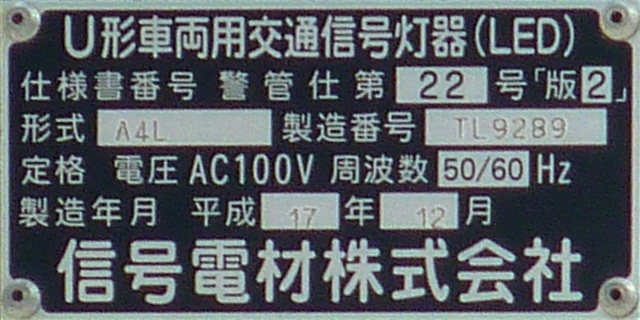 U形車両用交通信号灯器(LED)
仕様書番号 警管仕第 22 号「版2」
形式 A4L 製造番号 TL9289
定格 電圧 AC100V 周波数 50/60 Hz
製造年月 平成 17 年 12 月
信号電材株式会社